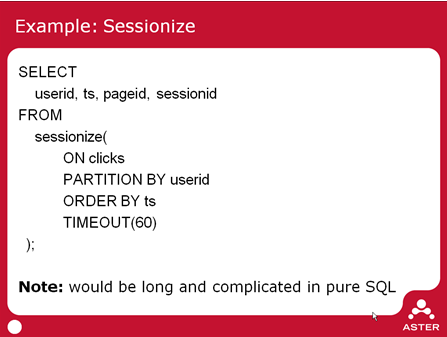 Example: Sessionize
SELECT
userid, ts, pageid, sessionid
FROM
sessionize(
ON clicks
PARTITION BY userid
ORDER BY ts
TIMEOUT(60)
);
Note: would be long and complicated in pure SQL
ASTER